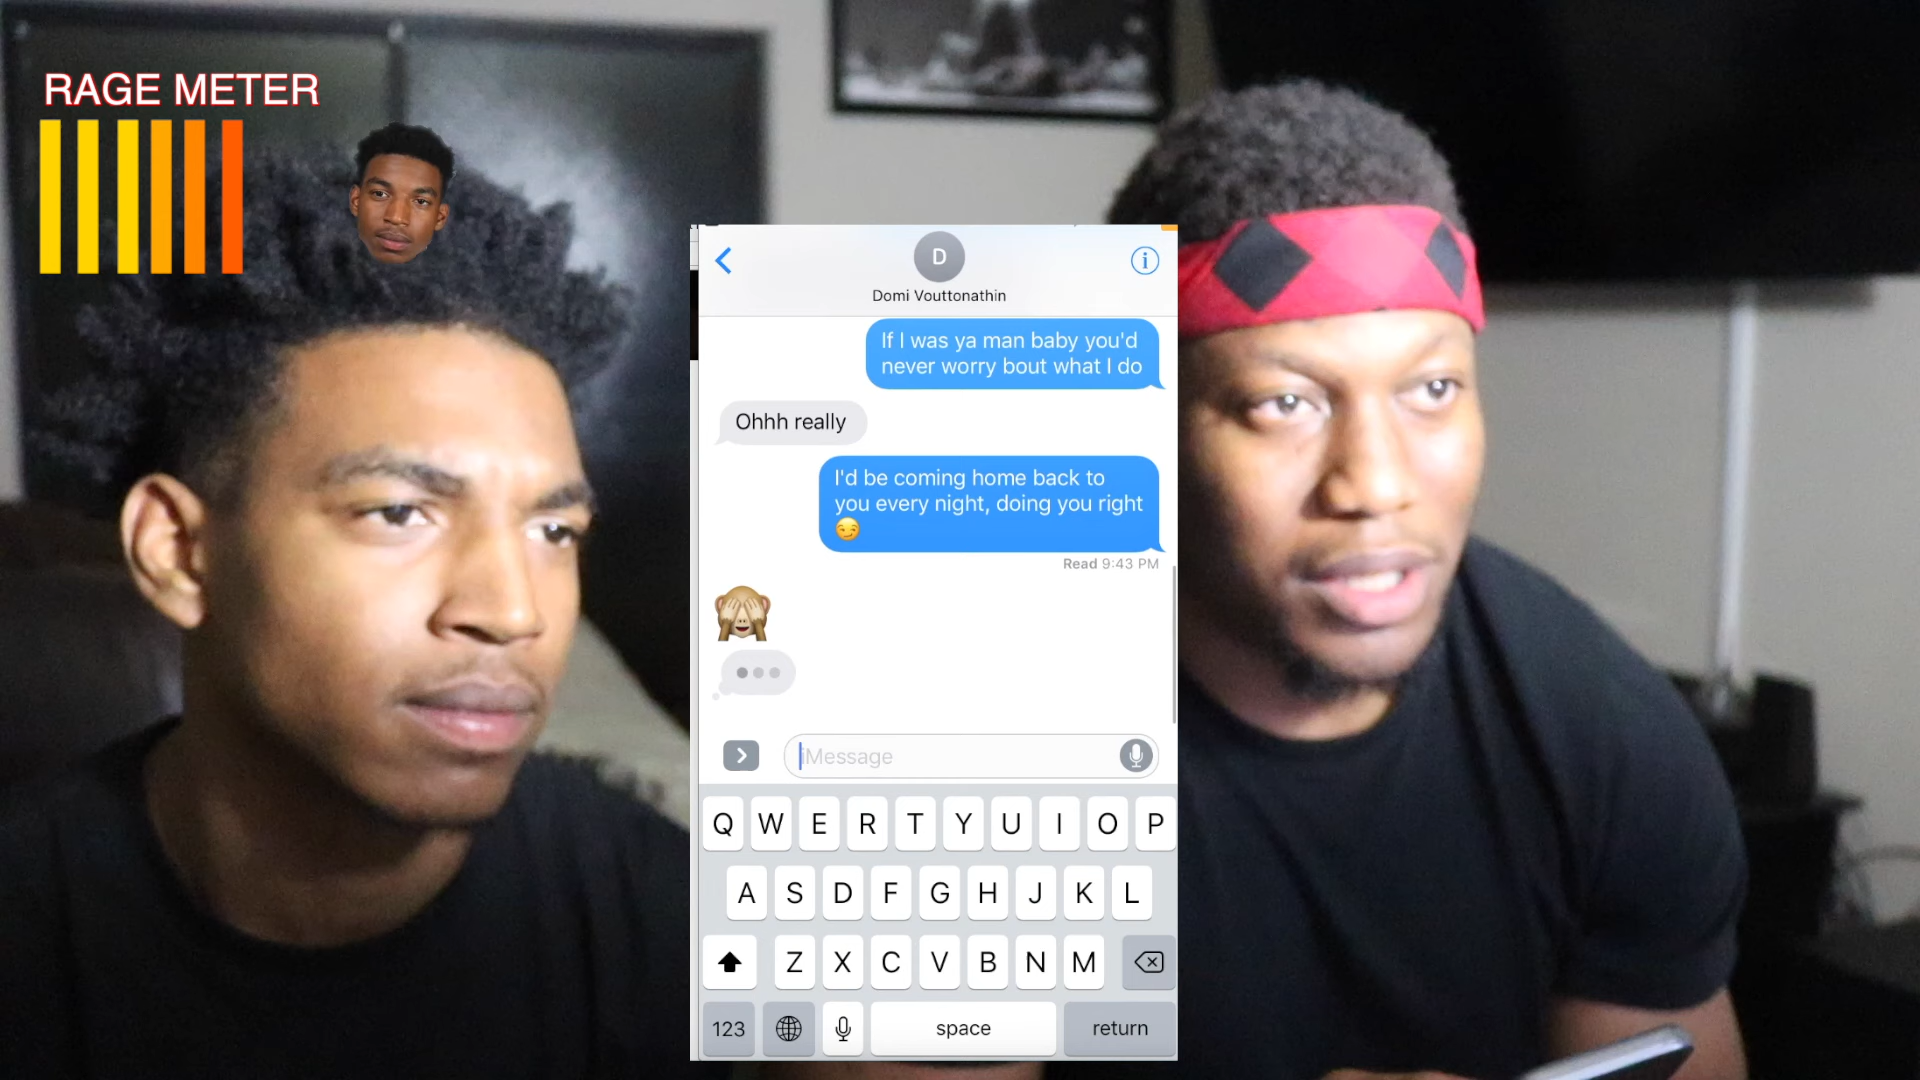 RAGE METER
D
Domi Vouttonathin
If I was ya man baby you'd
never worry bout what I do
Ohhh really
I'd be coming home back to
you every night, doing you right
😏
Read 9:43 PM
🙈
iMessage
Q W E R T Y U I O P
A S D F G H J K L
Z X C V B N M
123 space return